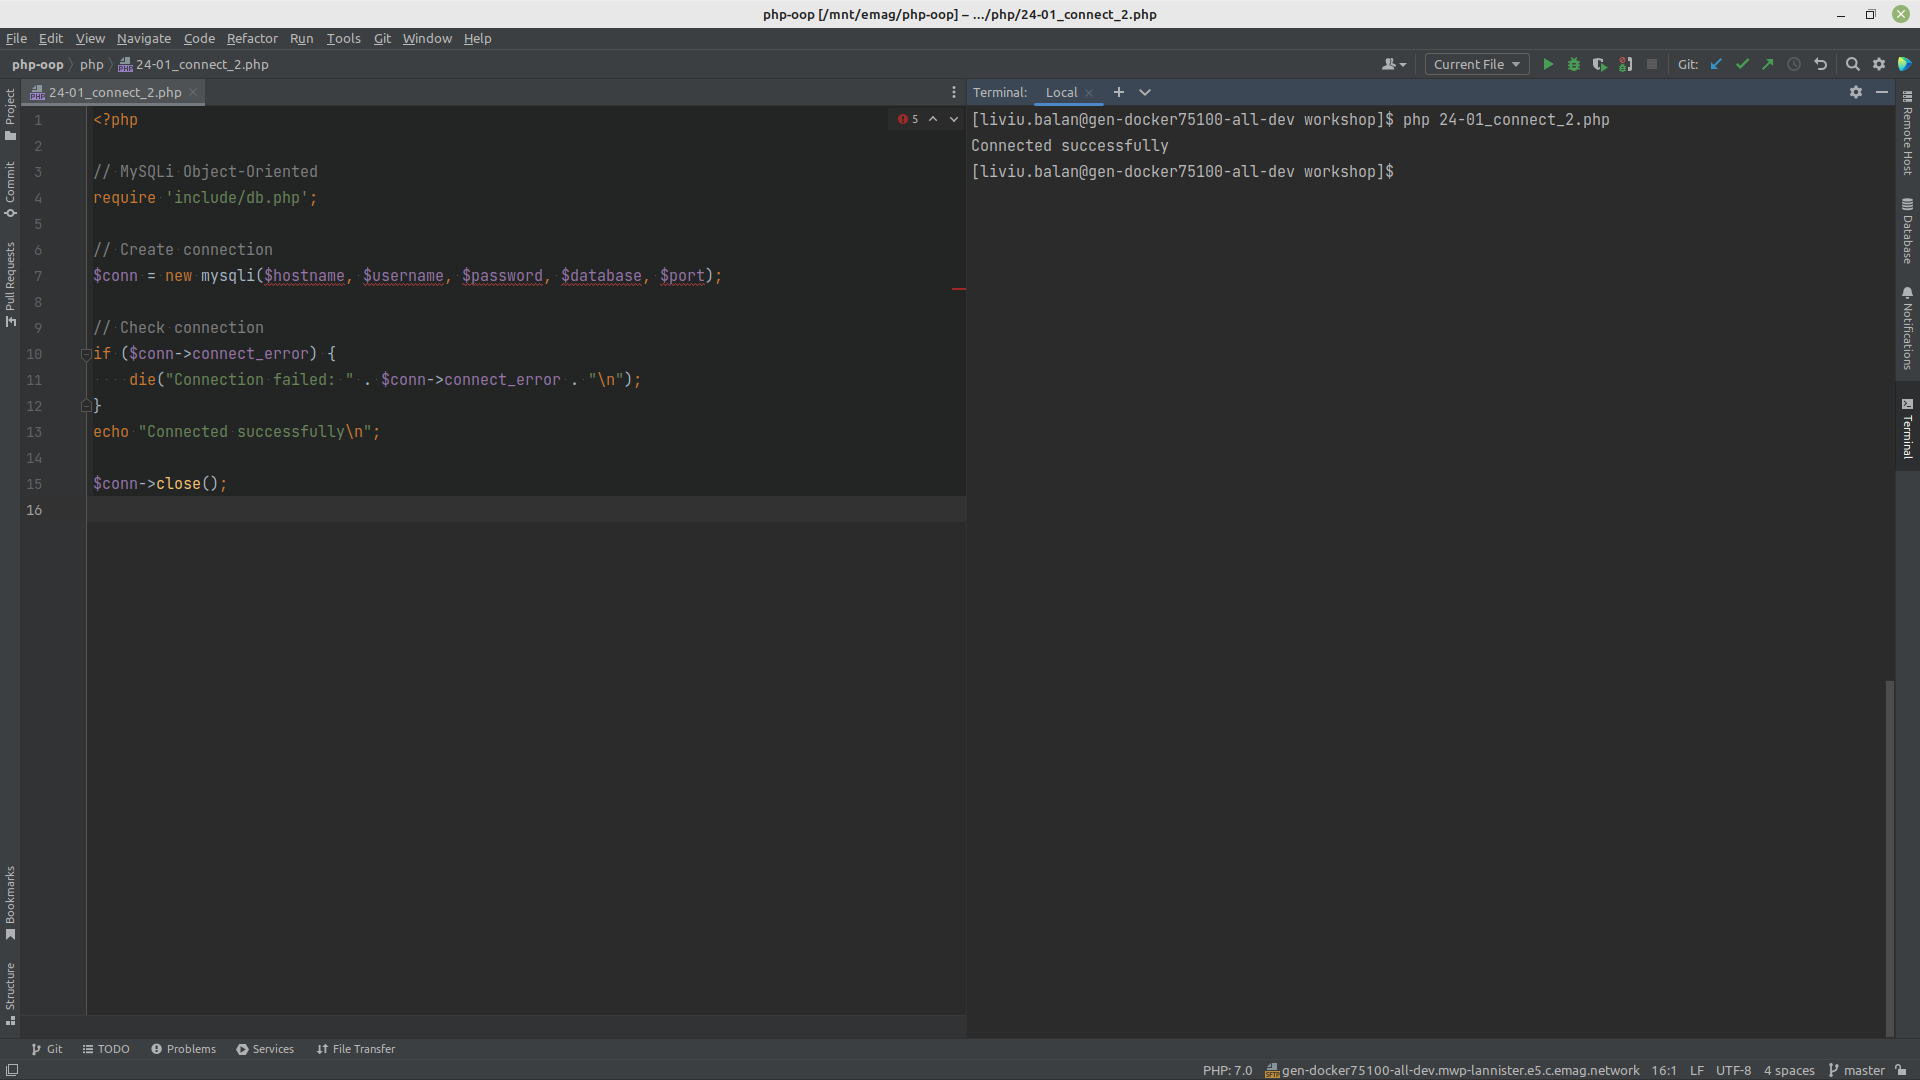 php-oop [/mnt/emag/php-oop] – .../php/24-01_connect_2.php
File Edit View Navigate Code Refactor Run Tools Git Window Help
php-oop php 24-01_connect_2.php
Current File
Git:
Project
Commit
Pull Requests
Bookmarks
Structure
24-01_connect_2.php
5
1 <?php
2
3 // MySQLi Object-Oriented
4 require 'include/db.php';
5
6 // Create connection
7 $conn = new mysqli($hostname, $username, $password, $database, $port);
8
9 // Check connection
10 if ($conn->connect_error) {
11 die("Connection failed: " . $conn->connect_error . "\n");
12 }
13 echo "Connected successfully\n";
14
15 $conn->close();
16
Terminal: Local
[liviu.balan@gen-docker75100-all-dev workshop]$ php 24-01_connect_2.php
Connected successfully
[liviu.balan@gen-docker75100-all-dev workshop]$
Remote Host
Database
Notifications
Terminal
Git TODO Problems Services File Transfer
PHP: 7.0 gen-docker75100-all-dev.mwp-lannister.e5.c.emag.network 16:1 LF UTF-8 4 spaces master